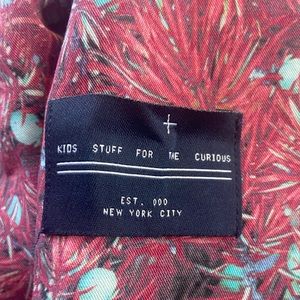 KIDS STUFF FOR THE CURIOUS
EST. 000
NEW YORK CITY